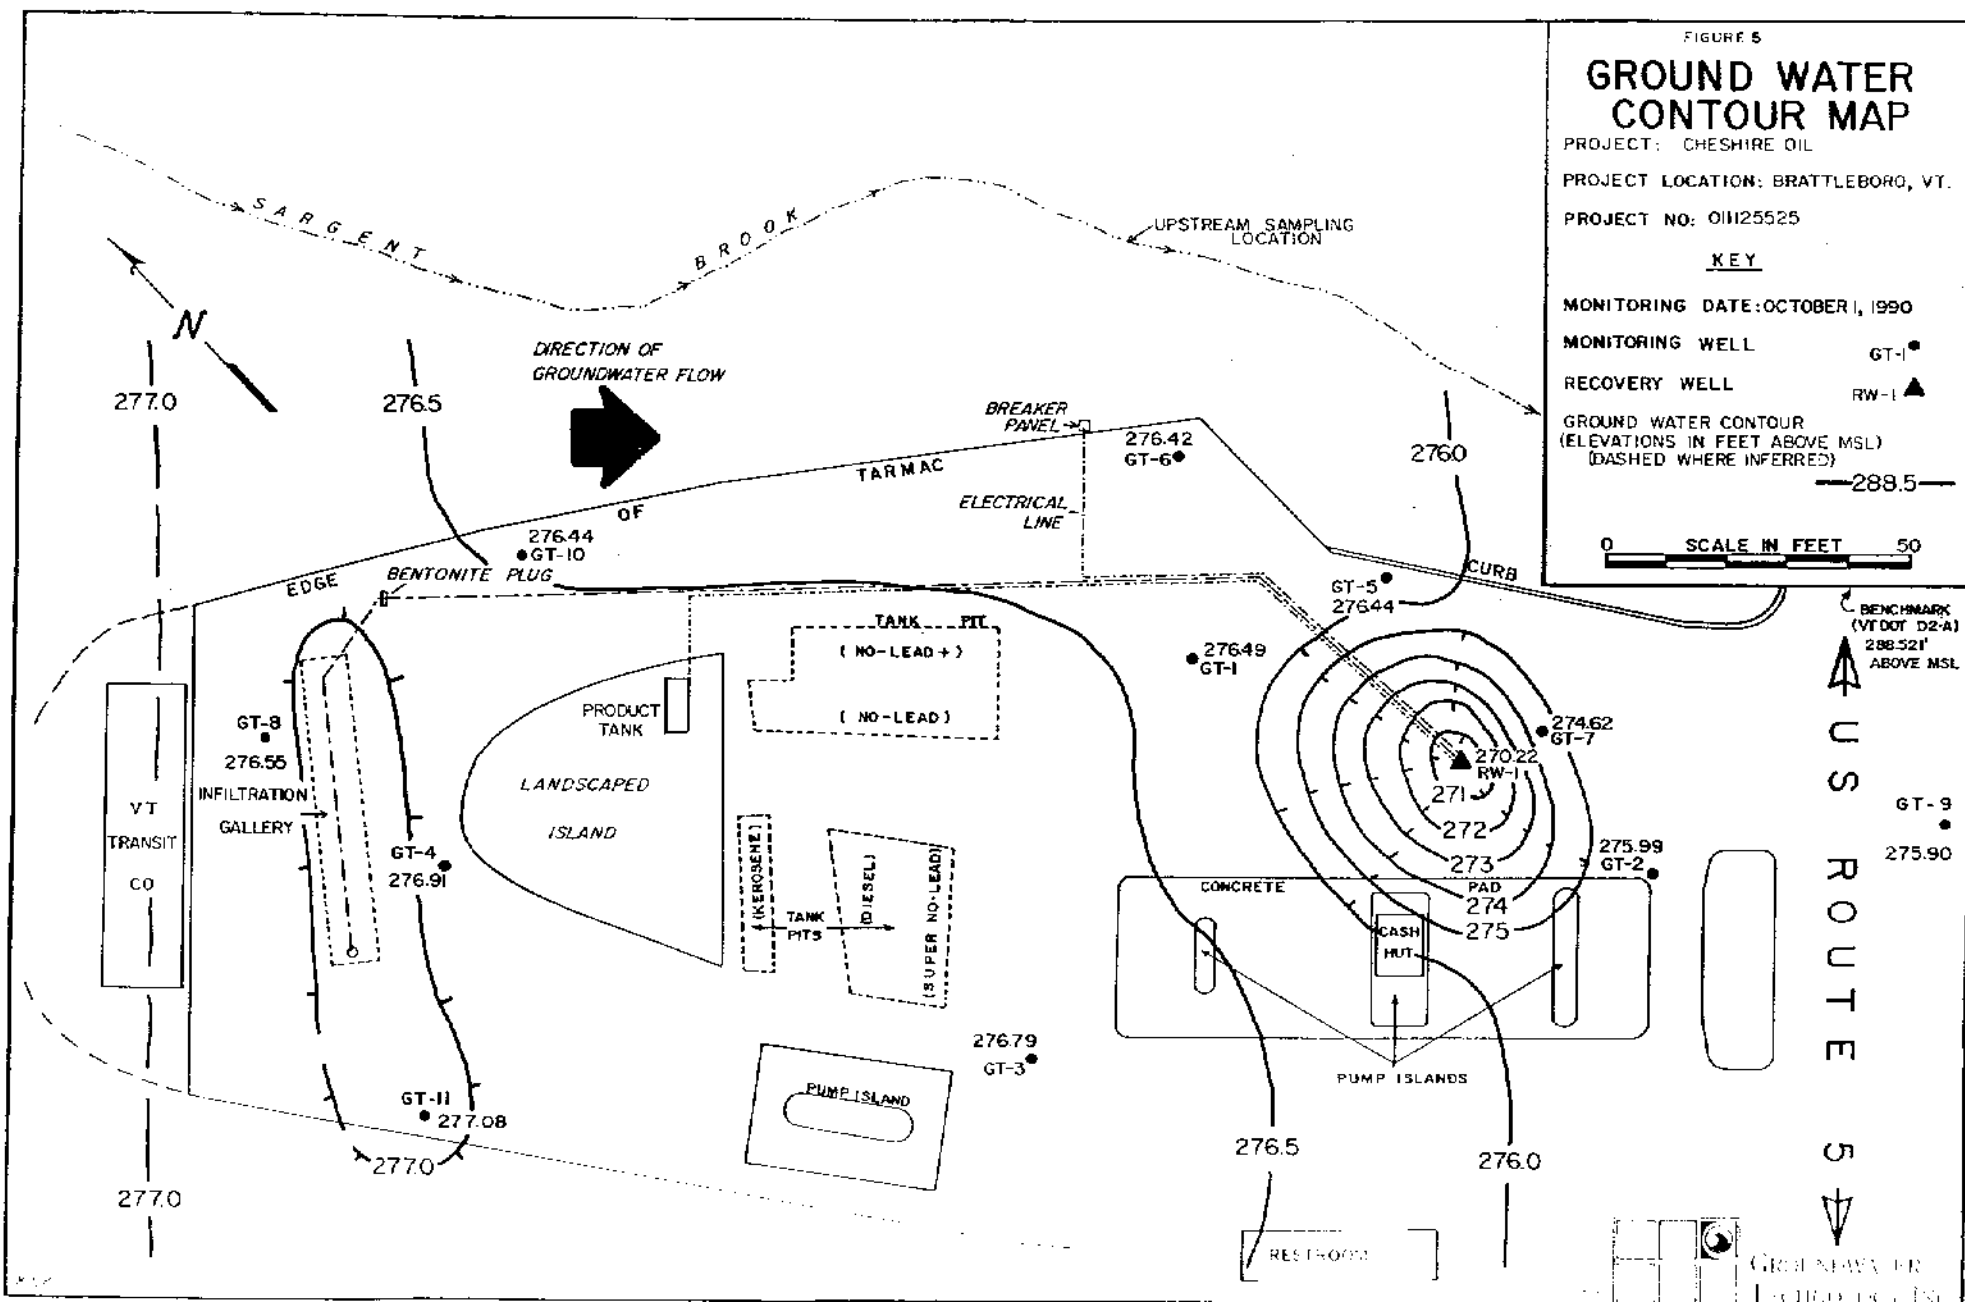 FIGURE 5
GROUND WATER
CONTOUR MAP
PROJECT: CHESHIRE OIL
PROJECT LOCATION: BRATTLEBORO, VT.
PROJECT NO: 011125525
KEY
MONITORING DATE: OCTOBER 1, 1990
MONITORING WELL GT-1
RECOVERY WELL RW-1
GROUND WATER CONTOUR
(ELEVATIONS IN FEET ABOVE MSL)
(DASHED WHERE INFERRED)
288.5
0 SCALE IN FEET 50
SARGENT BROOK
UPSTREAM SAMPLING
LOCATION
N
DIRECTION OF
GROUNDWATER FLOW
277.0
276.5
BREAKER
PANEL
276.42
GT-6
276.0
EDGE OF TARMAC
ELECTRICAL
LINE
276.44
GT-10
BENTONITE PLUG
CURB
GT-5
276.44
BENCHMARK
(VT DOT D2-A)
288.521'
ABOVE MSL
TANK PIT
(NO-LEAD+)
(NO-LEAD)
276.49
GT-1
PRODUCT
TANK
GT-8
276.55
274.62
GT-7
270.22
RW-1
271
272
273
274
275
LANDSCAPED
ISLAND
INFILTRATION
GALLERY
VT
TRANSIT
CO
GT-4
276.91
(KEROSENE)
TANK
PITS
(DIESEL)
(SUPER NO-LEAD)
CONCRETE PAD
275.99
GT-2
GT-9
275.90
US ROUTE 5
CASH
HUT
276.79
GT-3
PUMP ISLANDS
PUMP ISLAND
GT-11
277.08
277.0
277.0
276.5
276.0
RESTROOM
GROUNDWATER